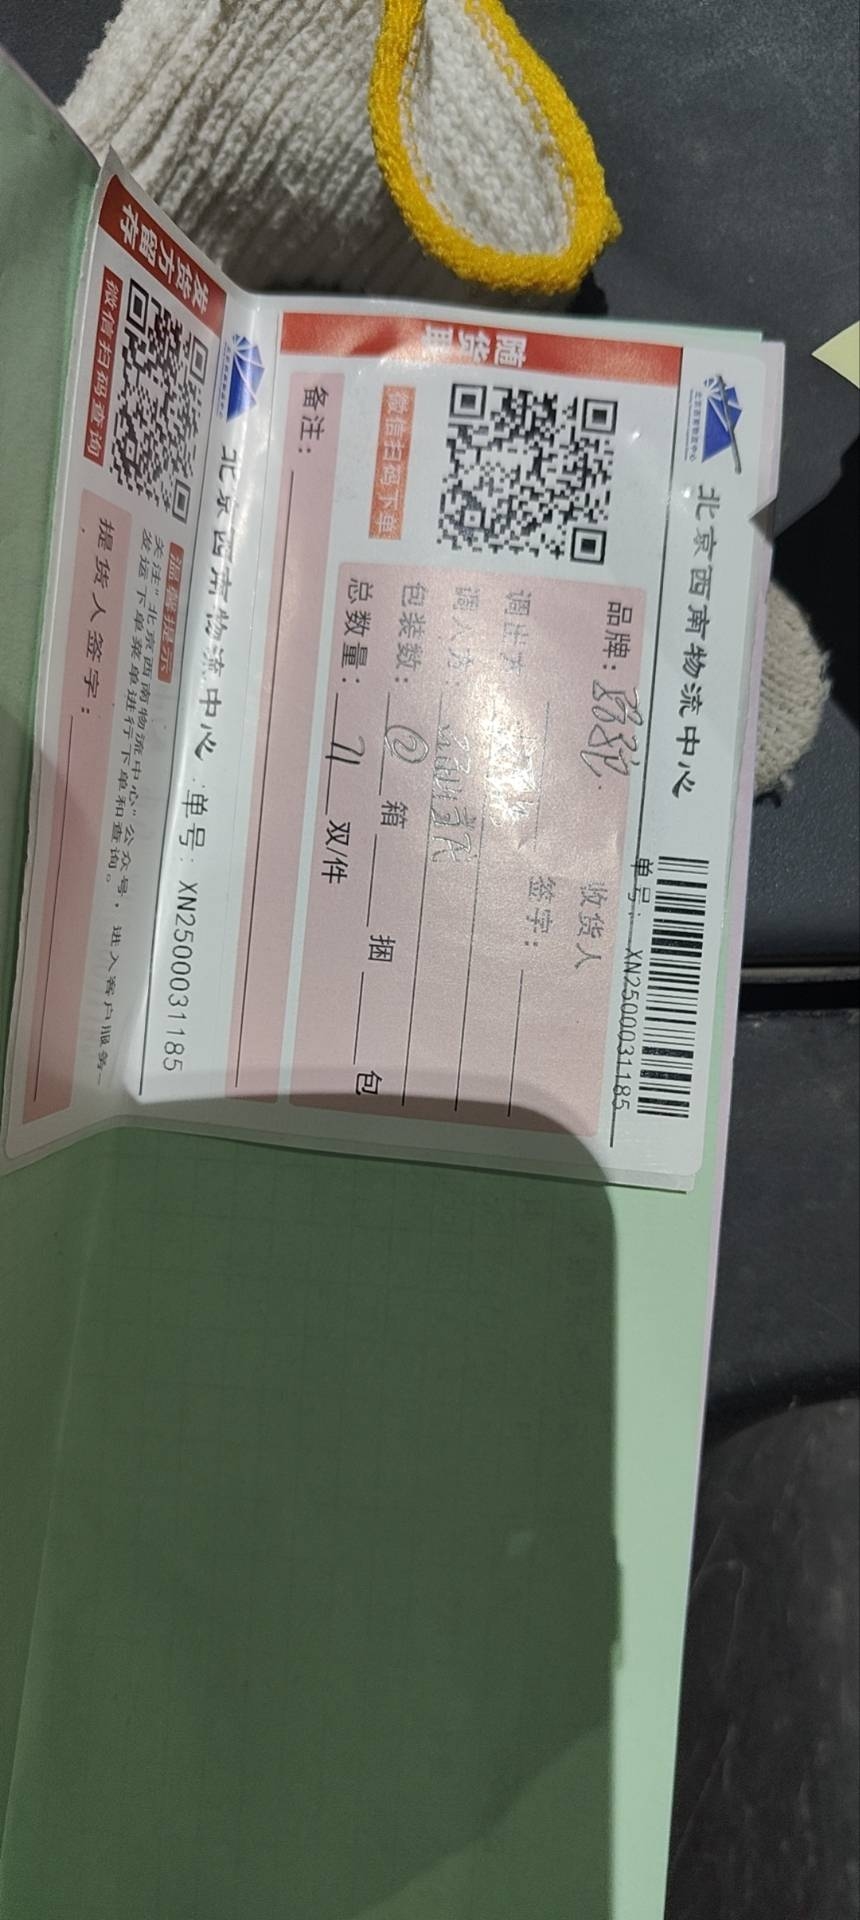 北京西南物流中心
单号: XN2500031185
品牌:
收货人
签字:
调出方
调入方:
包装数: ② 箱 捆 包
总数量: 71 双/件
微信扫码下单
备注:
随货联
北京西南物流中心 单号: XN2500031185
温馨提示
关注“北京西南物流中心”公众号,进入客户服务-
发运下单菜单进行下单和查询。
提货人签字:
微信扫码查询
发货方留存